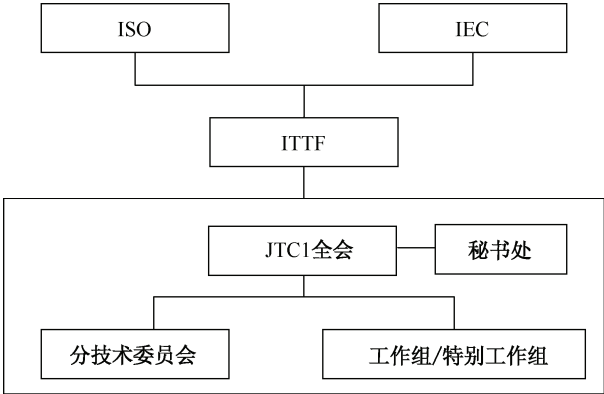 ISO
IEC
ITTF
JTC1全会
秘书处
分技术委员会
工作组/特别工作组